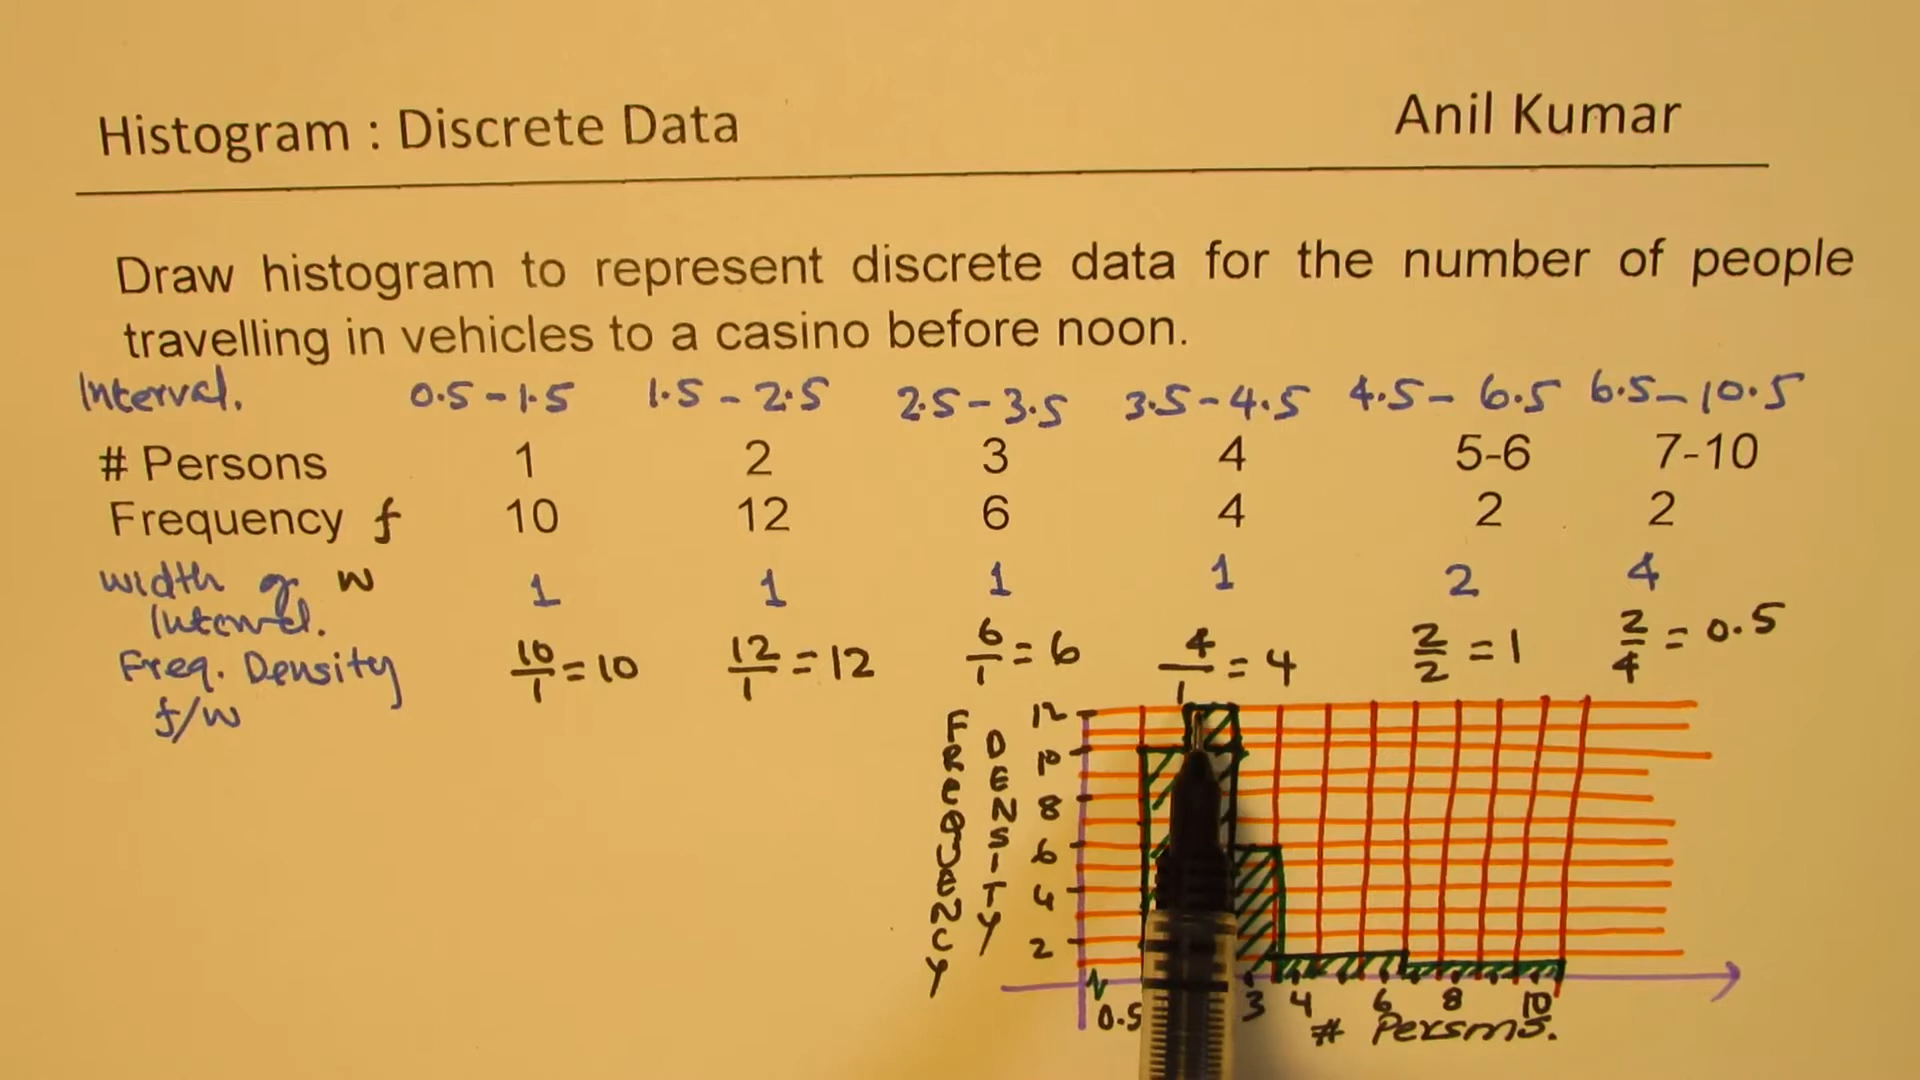 Histogram : Discrete Data Anil Kumar
Draw histogram to represent discrete data for the number of people
travelling in vehicles to a casino before noon.
Interval. 0.5-1.5 1.5-2.5 2.5-3.5 3.5-4.5 4.5-6.5 6.5-10.5
# Persons 1 2 3 4 5-6 7-10
Frequency f 10 12 6 4 2 2
Width of w 1 1 1 1 2 4
Interval.
Freq. Density 10/1=10 12/1=12 6/1=6 4/1=4 2/2=1 2/4=0.5
f/w
FREQUENCY
DENSITY
12
10
8
6
4
2
0.5 3 4 6 8 10
# Persons.